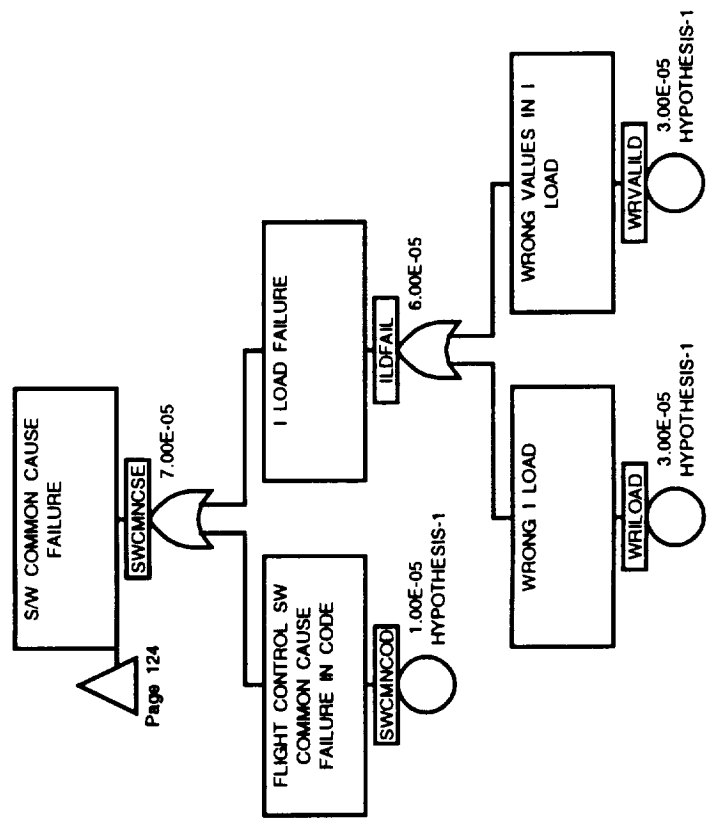 S/W COMMON CAUSE
FAILURE
Page 124
SWCMNCSE
7.00E-05
FLIGHT CONTROL SW
COMMON CAUSE
FAILURE IN CODE
SWCMNCOD
1.00E-05
HYPOTHESIS-1
I LOAD FAILURE
ILDFAIL
6.00E-05
WRONG I LOAD
WRILOAD
3.00E-05
HYPOTHESIS-1
WRONG VALUES IN I
LOAD
WRVALILD
3.00E-05
HYPOTHESIS-1